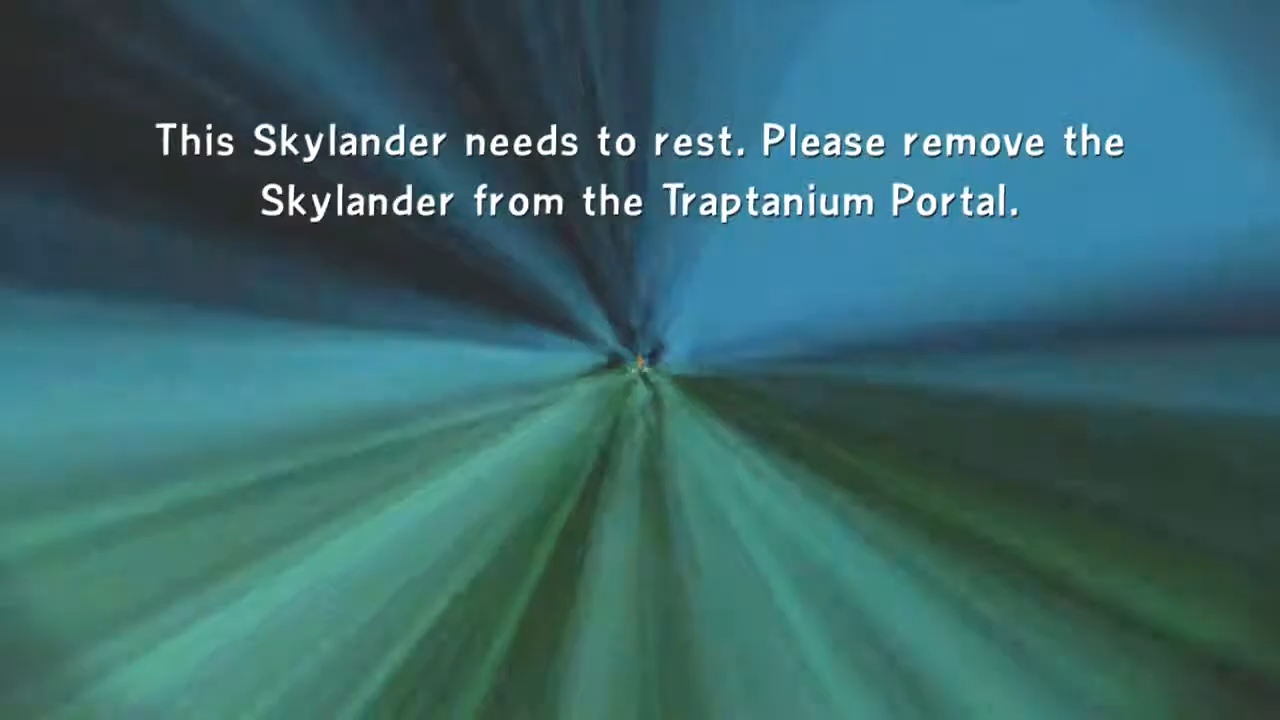 This Skylander needs to rest. Please remove the
Skylander from the Traptanium Portal.